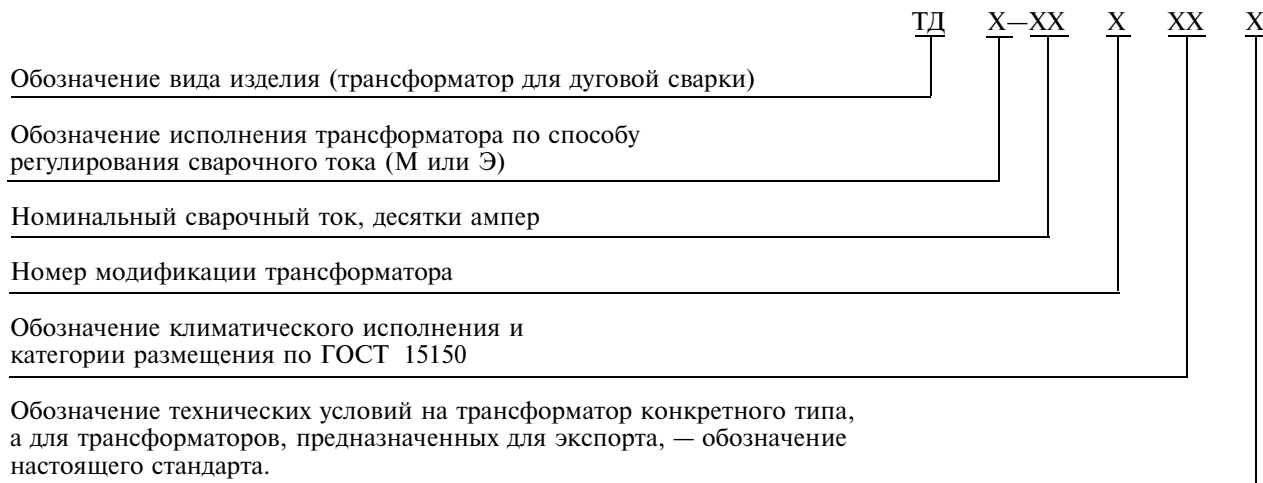 ТД Х—ХХ Х ХХ Х
Обозначение вида изделия (трансформатор для дуговой сварки)
Обозначение исполнения трансформатора по способу
регулирования сварочного тока (М или Э)
Номинальный сварочный ток, десятки ампер
Номер модификации трансформатора
Обозначение климатического исполнения и
категории размещения по ГОСТ 15150
Обозначение технических условий на трансформатор конкретного типа,
а для трансформаторов, предназначенных для экспорта, — обозначение
настоящего стандарта.